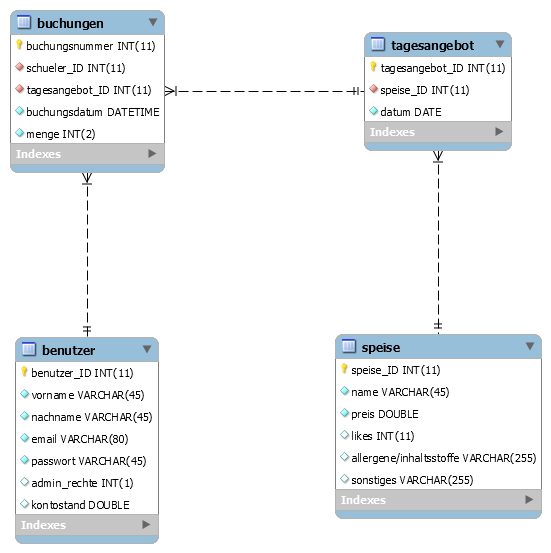 buchungen
buchungsnummer INT(11)
schueler_ID INT(11)
tagesangebot_ID INT(11)
buchungsdatum DATETIME
menge INT(2)
Indexes
tagesangebot
tagesangebot_ID INT(11)
speise_ID INT(11)
datum DATE
Indexes
benutzer
benutzer_ID INT(11)
vorname VARCHAR(45)
nachname VARCHAR(45)
email VARCHAR(80)
passwort VARCHAR(45)
admin_rechte INT(1)
kontostand DOUBLE
Indexes
speise
speise_ID INT(11)
name VARCHAR(45)
preis DOUBLE
likes INT(11)
allergene/inhaltsstoffe VARCHAR(255)
sonstiges VARCHAR(255)
Indexes